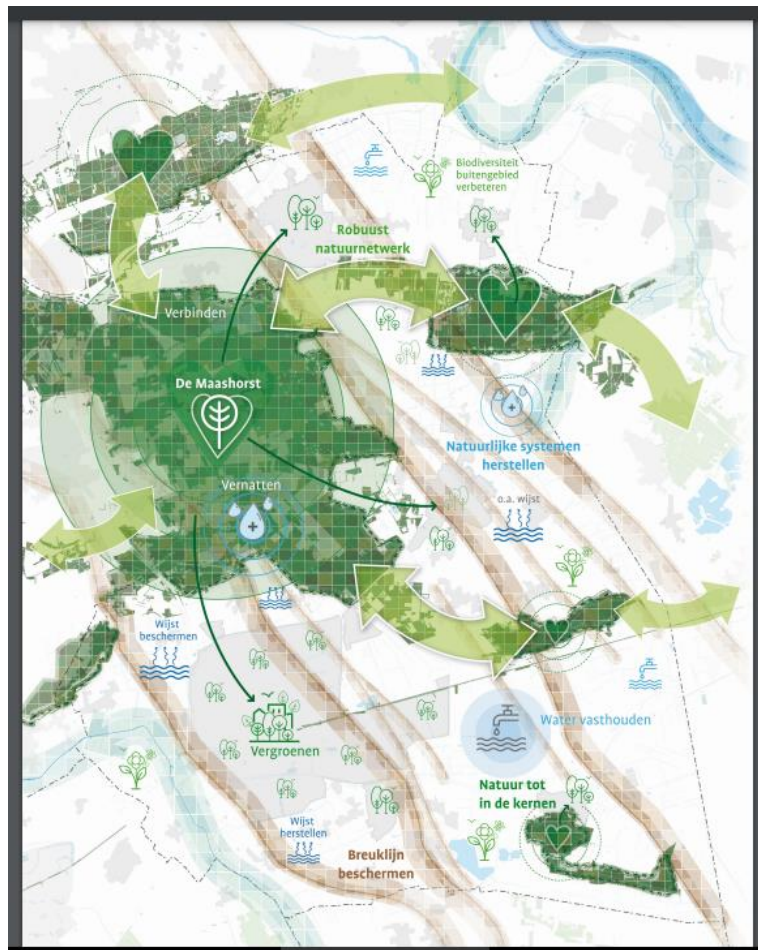 Biodiversiteit
buitengebied
verbeteren
Robuust
natuurnetwerk
Verbinden
De Maashorst
Natuurlijke systemen
herstellen
Vernatten
o.a. wijst
Wijst
beschermen
Water vasthouden
Vergroenen
Natuur tot
in de kernen
Wijst
herstellen
Breuklijn
beschermen